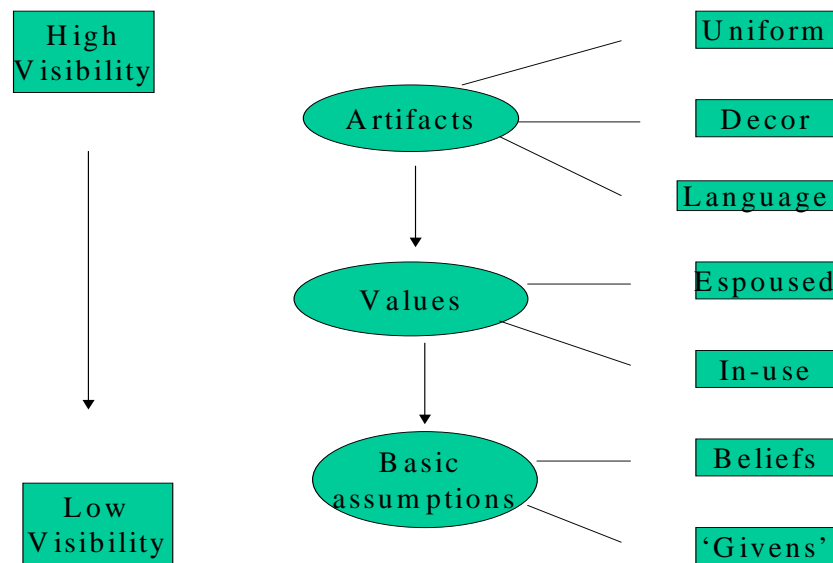 High
Visibility
Uniform
Artifacts
Decor
Language
Values
Espoused
In-use
Basic
assumptions
Beliefs
Low
Visibility
‘Givens’